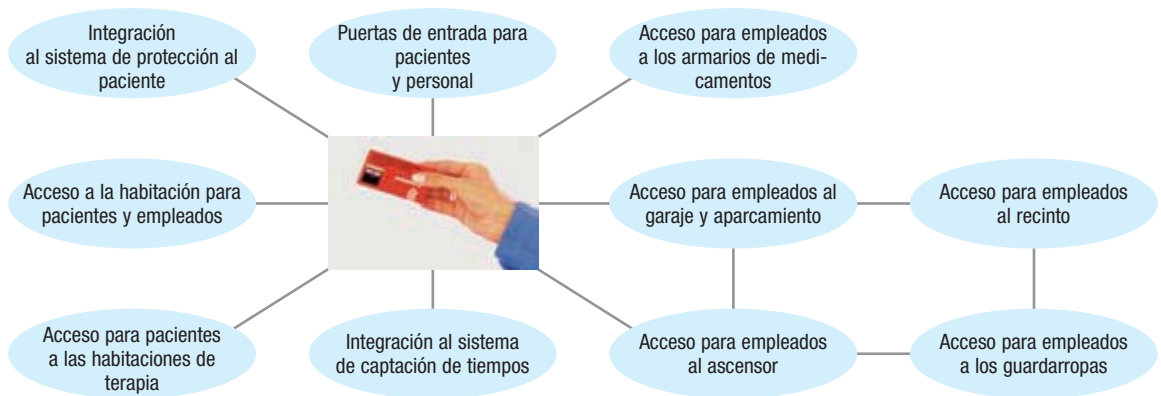 Integración
al sistema de protección al
paciente
Puertas de entrada para
pacientes
y personal
Acceso para empleados
a los armarios de medi-
camentos
Acceso a la habitación para
pacientes y empleados
Acceso para empleados al
garaje y aparcamiento
Acceso para empleados
al recinto
Acceso para pacientes
a las habitaciones de
terapia
Integración al sistema
de captación de tiempos
Acceso para empleados
al ascensor
Acceso para empleados
a los guardarropas